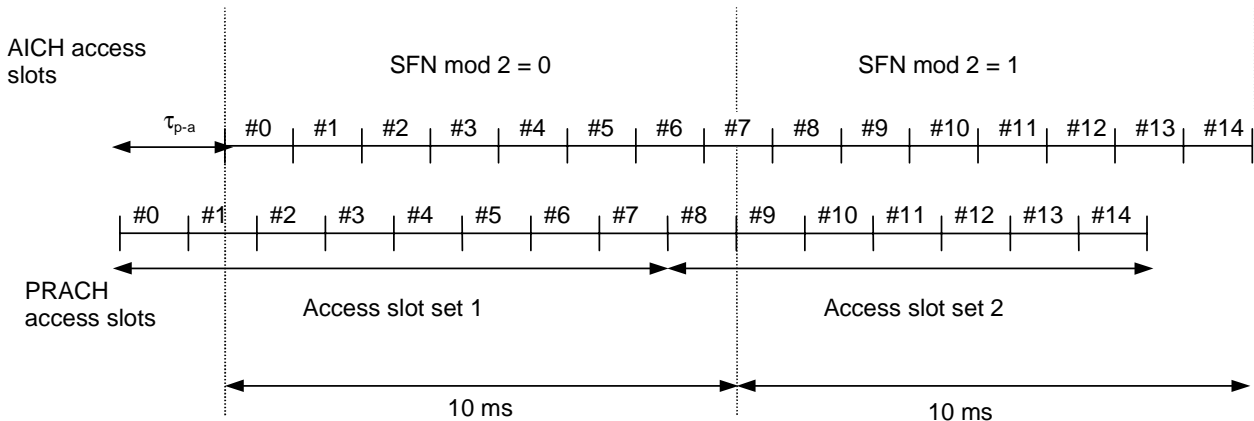 AICH access
slots
SFN mod 2 = 0
SFN mod 2 = 1
τp-a
#0 #1 #2 #3 #4 #5 #6 #7 #8 #9 #10 #11 #12 #13 #14
#0 #1 #2 #3 #4 #5 #6 #7 #8 #9 #10 #11 #12 #13 #14
PRACH
access slots
Access slot set 1
Access slot set 2
10 ms
10 ms